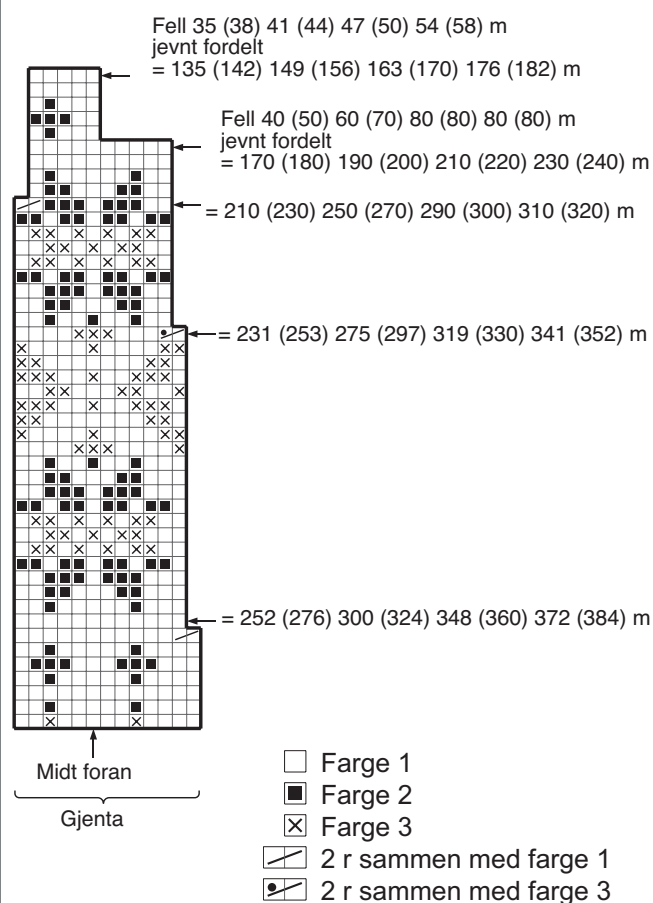 Fell 35 (38) 41 (44) 47 (50) 54 (58) m
jevnt fordelt
= 135 (142) 149 (156) 163 (170) 176 (182) m
Fell 40 (50) 60 (70) 80 (80) 80 (80) m
jevnt fordelt
= 170 (180) 190 (200) 210 (220) 230 (240) m
= 210 (230) 250 (270) 290 (300) 310 (320) m
= 231 (253) 275 (297) 319 (330) 341 (352) m
= 252 (276) 300 (324) 348 (360) 372 (384) m
Midt foran
Gjenta
Farge 1
Farge 2
Farge 3
2 r sammen med farge 1
2 r sammen med farge 3